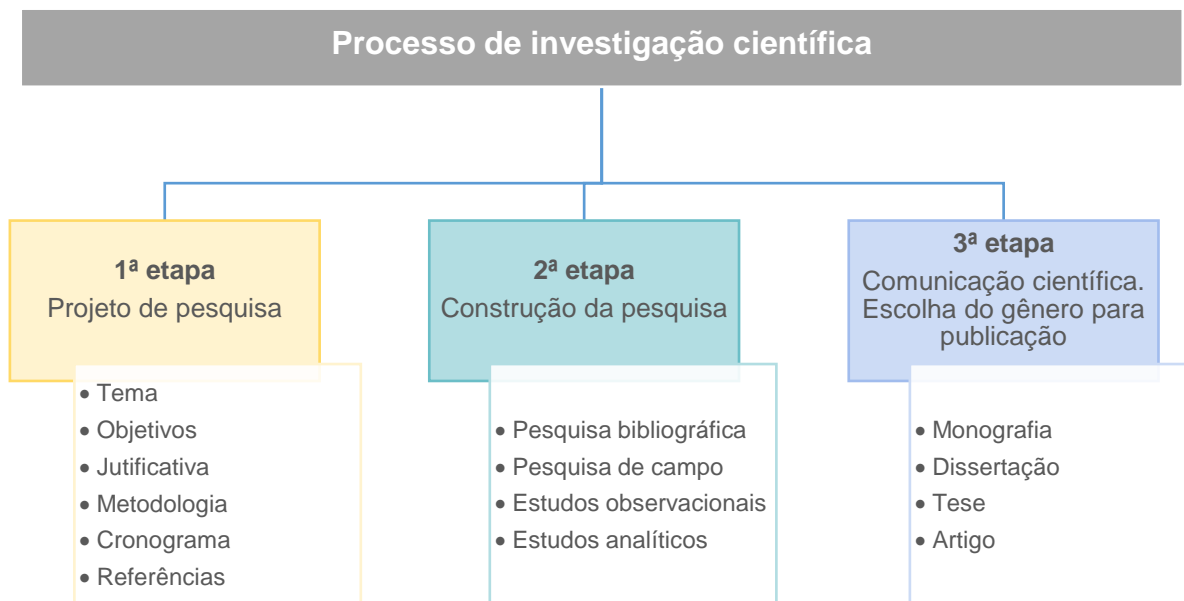 Processo de investigação científica
1ª etapa
Projeto de pesquisa
• Tema
• Objetivos
• Jutificativa
• Metodologia
• Cronograma
• Referências
2ª etapa
Construção da pesquisa
• Pesquisa bibliográfica
• Pesquisa de campo
• Estudos observacionais
• Estudos analíticos
3ª etapa
Comunicação científica.
Escolha do gênero para
publicação
• Monografia
• Dissertação
• Tese
• Artigo